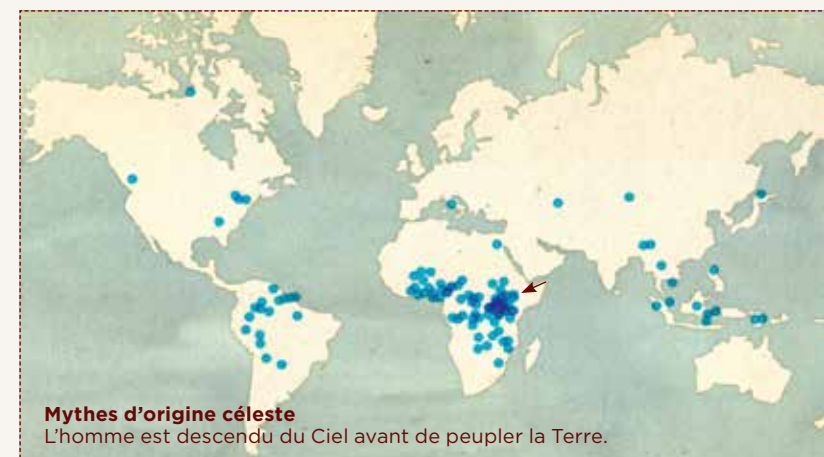 Mythes d’origine céleste
L’homme est descendu du Ciel avant de peupler la Terre.